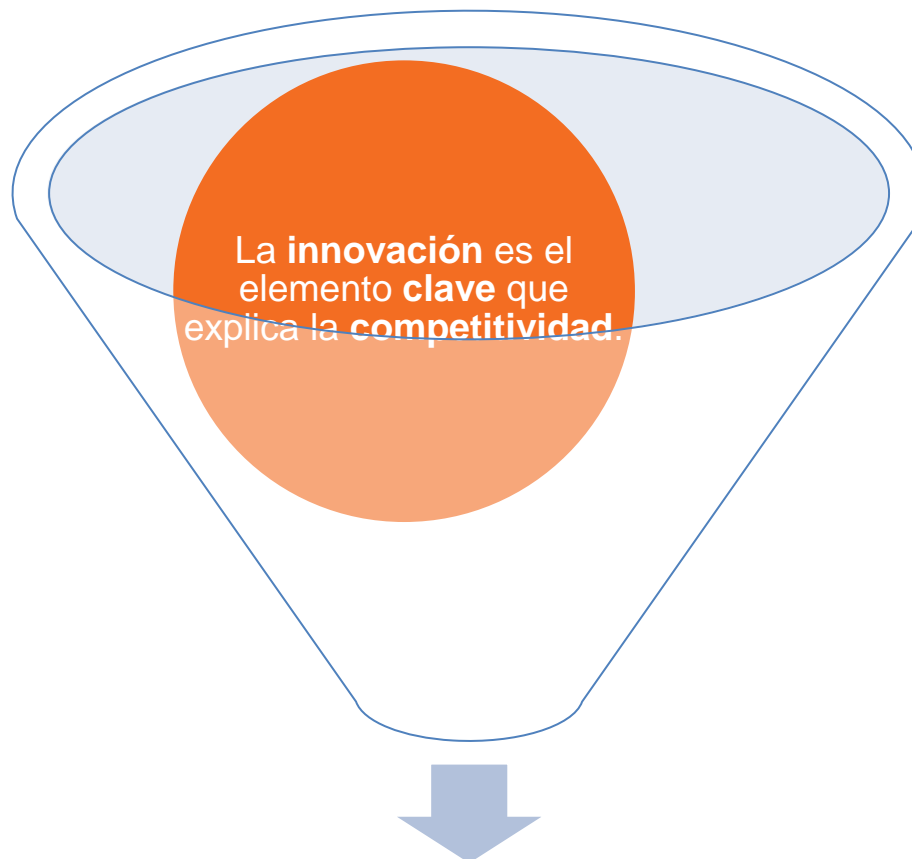 La innovación es el
elemento clave que
explica la competitividad.